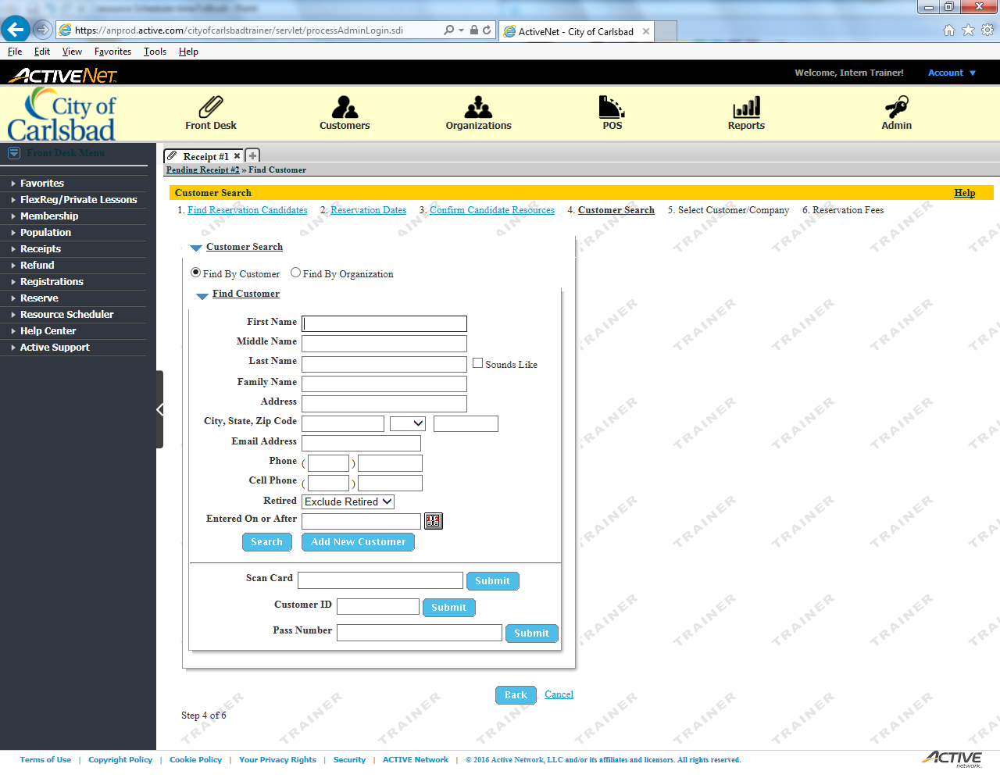 https://anprod.active.com/cityofcarlsbadtrainer/servlet/processAdminLogin.sdi
ActiveNet - City of Carlsbad
File Edit View Favorites Tools Help
ACTIVENET
Welcome, Intern Trainer! Account
City of Carlsbad
Front Desk Customers Organizations POS Reports Admin
Front Desk Menu
Favorites
FlexReg/Private Lessons
Membership
Population
Receipts
Refund
Registrations
Reserve
Resource Scheduler
Help Center
Active Support
Receipt #1
Pending Receipt #2 » Find Customer
Customer Search Help
1. Find Reservation Candidates 2. Reservation Dates 3. Confirm Candidate Resources 4. Customer Search 5. Select Customer/Company 6. Reservation Fees
Customer Search
Find By Customer Find By Organization
Find Customer
First Name
Middle Name
Last Name Sounds Like
Family Name
Address
City, State, Zip Code
Email Address
Phone ( )
Cell Phone ( )
Retired Exclude Retired
Entered On or After
Search Add New Customer
Scan Card Submit
Customer ID Submit
Pass Number Submit
Back Cancel
Step 4 of 6
TRAINER
Terms of Use | Copyright Policy | Cookie Policy | Your Privacy Rights | Security | ACTIVE Network | © 2016 Active Network, LLC and/or its affiliates and licensors. All rights reserved.
ACTIVE network